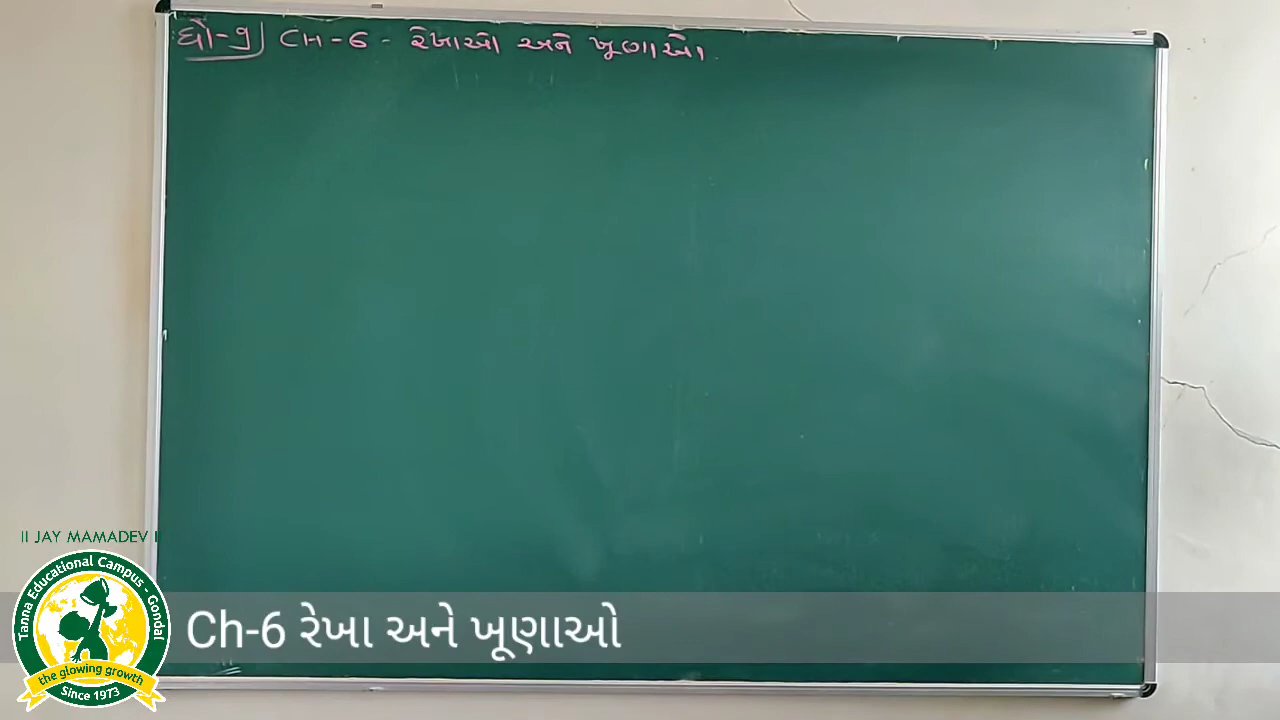 ધો-9 CH-6 - રેખાઓ અને ખૂણાઓ.
II JAY MAMADEV I
Tanna Educational Campus - Gondal
Ch-6 રેખા અને ખૂણાઓ
the glowing growth
Since 1973